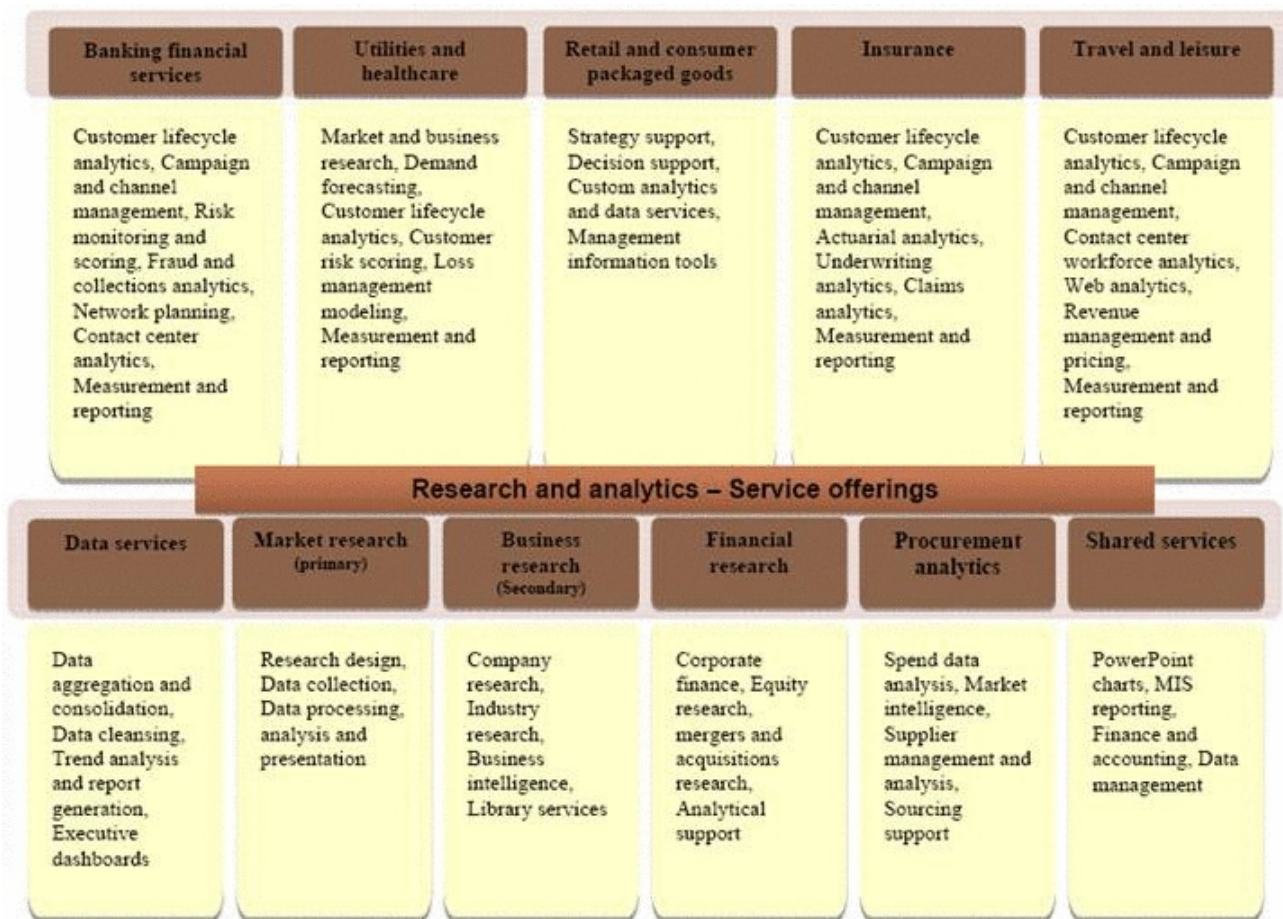 Banking financial
services
Utilities and
healthcare
Retail and consumer
packaged goods
Insurance
Travel and leisure
Customer lifecycle
analytics, Campaign
and channel
management, Risk
monitoring and
scoring, Fraud and
collections analytics,
Network planning,
Contact center
analytics,
Measurement and
reporting
Market and business
research, Demand
forecasting,
Customer lifecycle
analytics, Customer
risk scoring, Loss
management
modeling,
Measurement and
reporting
Strategy support,
Decision support,
Custom analytics
and data services,
Management
information tools
Customer lifecycle
analytics, Campaign
and channel
management,
Actuarial analytics,
Underwriting
analytics, Claims
analytics,
Measurement and
reporting
Customer lifecycle
analytics, Campaign
and channel
management,
Contact center
workforce analytics,
Web analytics,
Revenue
management and
pricing,
Measurement and
reporting
Research and analytics – Service offerings
Data services
Market research
(primary)
Business
research
(Secondary)
Financial
research
Procurement
analytics
Shared services
Data
aggregation and
consolidation,
Data cleansing,
Trend analysis
and report
generation,
Executive
dashboards
Research design,
Data collection,
Data processing,
analysis and
presentation
Company
research,
Industry
research,
Business
intelligence,
Library services
Corporate
finance, Equity
research,
mergers and
acquisitions
research,
Analytical
support
Spend data
analysis, Market
intelligence,
Supplier
management and
analysis,
Sourcing
support
PowerPoint
charts, MIS
reporting,
Finance and
accounting, Data
management